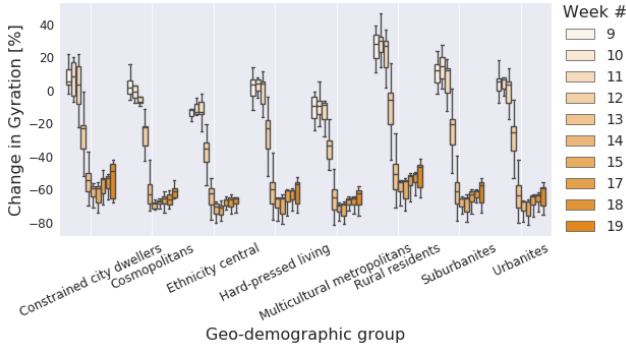 Change in Gyration [%]
40
20
0
−20
−40
−60
−80
Constrained city dwellers
Cosmopolitans
Ethnicity central
Hard-pressed living
Multicultural metropolitans
Rural residents
Suburbanites
Urbanites
Geo-demographic group
Week #
9
10
11
12
13
14
15
17
18
19